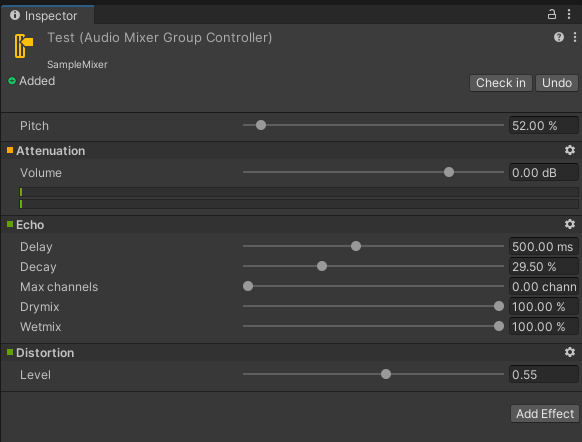 Inspector
Test (Audio Mixer Group Controller)
SampleMixer
Added
Check in Undo
Pitch 52.00 %
Attenuation
Volume 0.00 dB
Echo
Delay 500.00 ms
Decay 29.50 %
Max channels 0.00 chann
Drymix 100.00 %
Wetmix 100.00 %
Distortion
Level 0.55
Add Effect